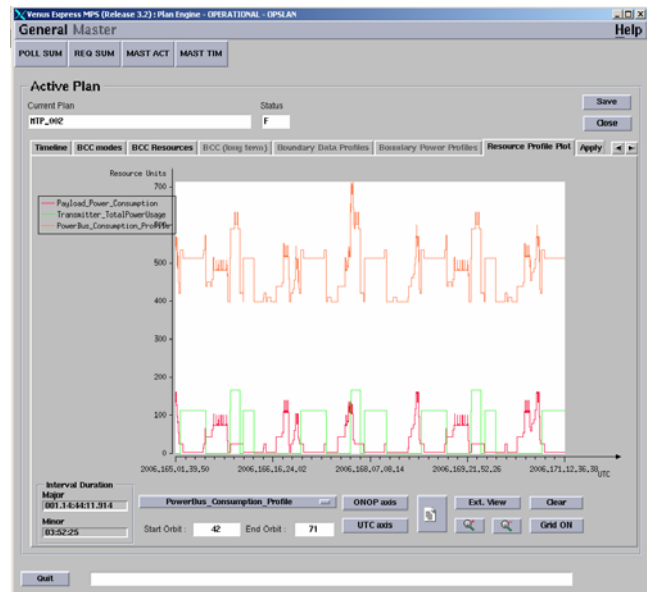 Venus Express MPS (Release 3.2) : Plan Engine - OPERATIONAL - OPSLAN
General Master Help
POLL SUM REQ SUM MAST ACT MAST TIM
Active Plan
Current Plan Status Save
MTP_002 F Close
Timeline BCC modes BCC Resources BCC (long term) Boundary Data Profiles Boundary Power Profiles Resource Profile Plot Apply
Resource Units
700
Payload_Power_Consumption
Transmitter_TotalPowerUsage
PowerBus_Consumption_Profile
500
400
300
200
100
0
2006.165.01.39.50 2006.166.16.24.02 2006.168.07.08.14 2006.169.21.52.26 2006.171.12.36.38
UTC
Interval Duration
Major
001.14:44:11.914
Minor
03:52:25
PowerBus_Consumption_Profile ONOP axis Ext. View Clear
Start Orbit : 42 End Orbit : 71 UTC axis Grid ON
Quit